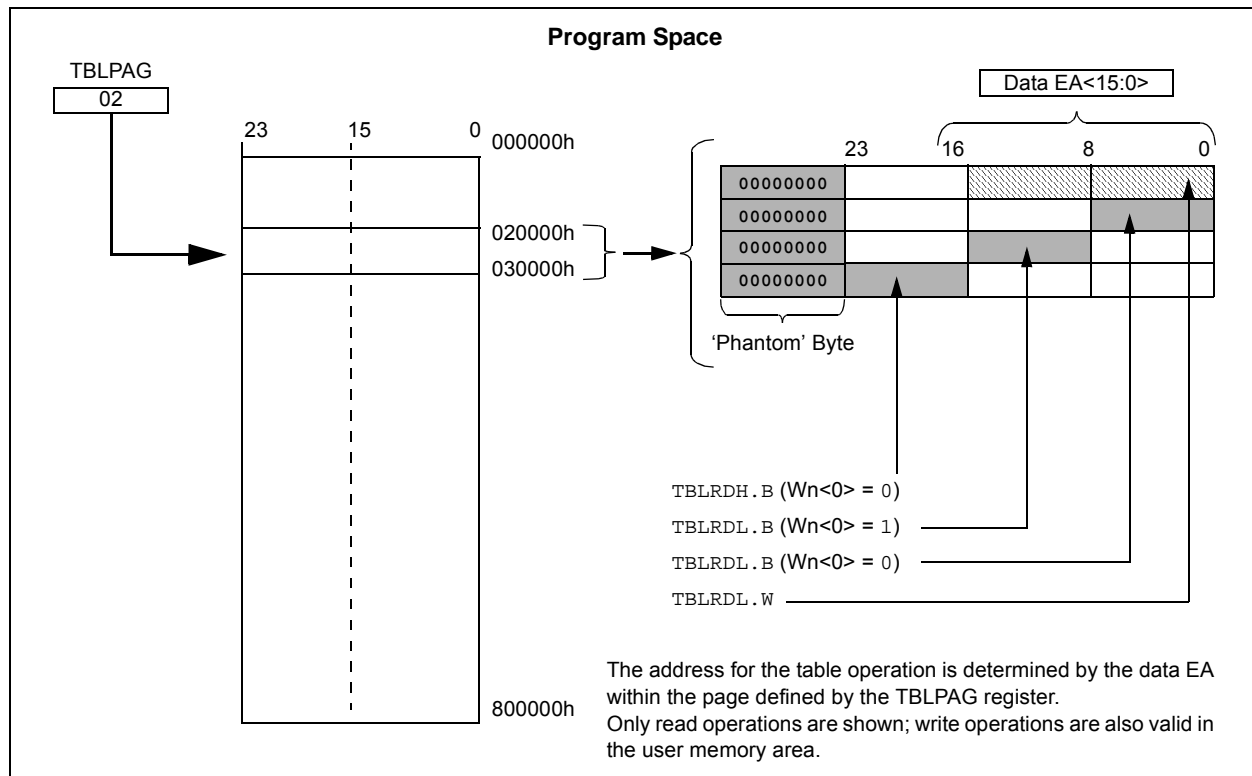 Program Space
TBLPAG
02
Data EA<15:0>
23 15 0
000000h
23 16 8 0
00000000
00000000
00000000
00000000
020000h
030000h
‘Phantom’ Byte
TBLRDH.B (Wn<0> = 0)
TBLRDL.B (Wn<0> = 1)
TBLRDL.B (Wn<0> = 0)
TBLRDL.W
The address for the table operation is determined by the data EA
within the page defined by the TBLPAG register.
Only read operations are shown; write operations are also valid in
the user memory area.
800000h